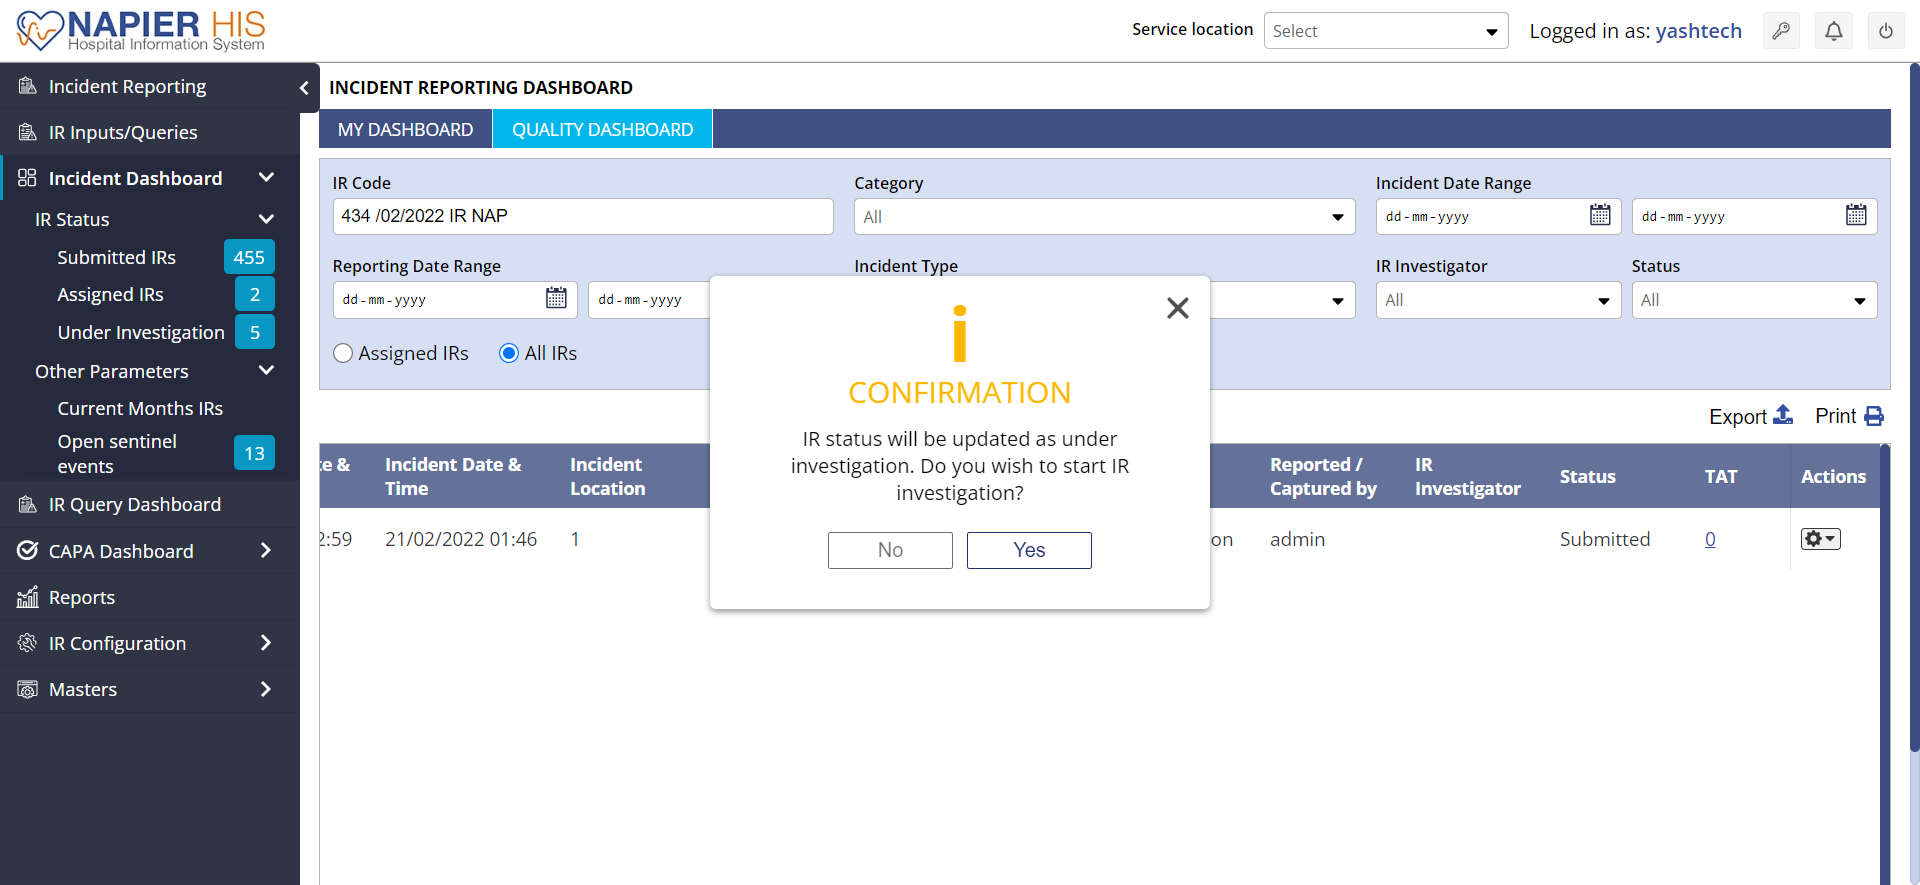 NAPIER HIS
Hospital Information System
Service location
Select
Logged in as: yashtech
Incident Reporting
IR Inputs/Queries
Incident Dashboard
IR Status
Submitted IRs 455
Assigned IRs 2
Under Investigation 5
Other Parameters
Current Months IRs
Open sentinel
events 13
IR Query Dashboard
CAPA Dashboard
Reports
IR Configuration
Masters
INCIDENT REPORTING DASHBOARD
MY DASHBOARD QUALITY DASHBOARD
IR Code
434 /02/2022 IR NAP
Category
All
Incident Date Range
dd-mm-yyyy dd-mm-yyyy
Reporting Date Range
dd-mm-yyyy dd-mm-yyyy
Incident Type
IR Investigator
All
Status
All
Assigned IRs All IRs
Export Print
te &
Incident Date &
Time
Incident
Location
Reported /
Captured by
IR
Investigator
Status
TAT
Actions
2:59 21/02/2022 01:46 1 on admin Submitted 0
CONFIRMATION
IR status will be updated as under
investigation. Do you wish to start IR
investigation?
No Yes